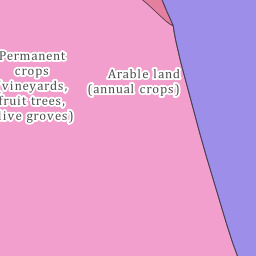 Permanent
crops
(vineyards,
fruit trees,
live groves)
Arable land
(annual crops)